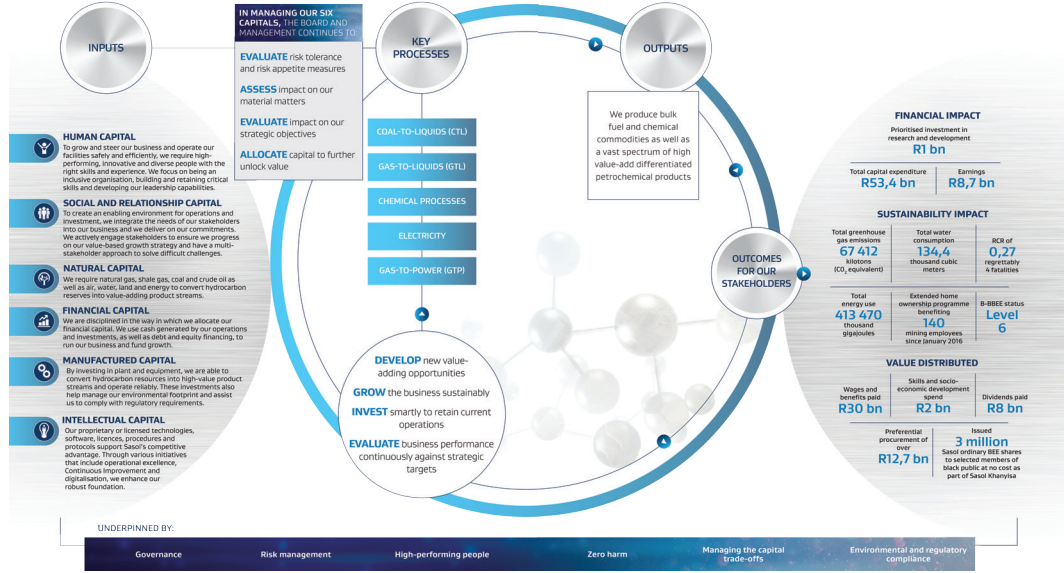 INPUTS
HUMAN CAPITAL
To grow and steer our business and operate our
facilities safely and efficiently, we require high-
performing, innovative and diverse people with the
right skills and experience. We focus on being an
inclusive organisation, building and retaining critical
skills and developing our leadership capabilities.
SOCIAL AND RELATIONSHIP CAPITAL
To create an enabling environment for operations and
investment, we integrate the needs of our stakeholders
into our business and we deliver on our commitments.
We actively engage stakeholders to ensure we progress
on our value-based growth strategy and have a multi-
stakeholder approach to solve difficult challenges.
NATURAL CAPITAL
We require natural gas, shale gas, coal and crude oil as
well as air, water, land and energy to convert hydrocarbon
reserves into value-adding product streams.
FINANCIAL CAPITAL
We are disciplined in the way in which we allocate our
financial capital. We use cash generated by our operations
and investments, as well as debt and equity financing, to
run our business and fund growth.
MANUFACTURED CAPITAL
By investing in plant and equipment, we are able to
convert hydrocarbon resources into high-value product
streams and operate reliably. These investments also
help manage our environmental footprint and assist
us to comply with regulatory requirements.
INTELLECTUAL CAPITAL
Our proprietary or licensed technologies,
software, licences, procedures and
protocols support Sasol's competitive
advantage. Through various initiatives
that include operational excellence,
Continuous Improvement and
digitalisation, we enhance our
robust foundation.
IN MANAGING OUR SIX
CAPITALS, THE BOARD AND
MANAGEMENT CONTINUES TO:
EVALUATE risk tolerance
and risk appetite measures
ASSESS impact on our
material matters
EVALUATE impact on our
strategic objectives
ALLOCATE capital to further
unlock value
KEY
PROCESSES
COAL-TO-LIQUIDS (CTL)
GAS-TO-LIQUIDS (GTL)
CHEMICAL PROCESSES
ELECTRICITY
GAS-TO-POWER (GTP)
DEVELOP new value-
adding opportunities
GROW the business sustainably
INVEST smartly to retain current
operations
EVALUATE business performance
continuously against strategic
targets
OUTPUTS
We produce bulk
fuel and chemical
commodities as well as
a vast spectrum of high
value-add differentiated
petrochemical products
OUTCOMES
FOR OUR
STAKEHOLDERS
FINANCIAL IMPACT
Prioritised investment in
research and development
R1 bn
Total capital expenditure
R53,4 bn
Earnings
R8,7 bn
SUSTAINABILITY IMPACT
Total greenhouse
gas emissions
67 412
kilotons
(CO2 equivalent)
Total water
consumption
134,4
thousand cubic
meters
RCR of
0,27
regrettably
4 fatalities
Total
energy use
413 470
thousand
gigajoules
Extended home
ownership programme
benefiting
140
mining employees
since January 2016
B-BBEE status
Level
6
VALUE DISTRIBUTED
Wages and
benefits paid
R30 bn
Skills and socio-
economic development
spend
R2 bn
Dividends paid
R8 bn
Preferential
procurement of
over
R12,7 bn
Issued
3 million
Sasol ordinary BEE shares
to selected members of
black public at no cost as
part of Sasol Khanyisa
UNDERPINNED BY:
Governance
Risk management
High-performing people
Zero harm
Managing the capital
trade-offs
Environmental and regulatory
compliance